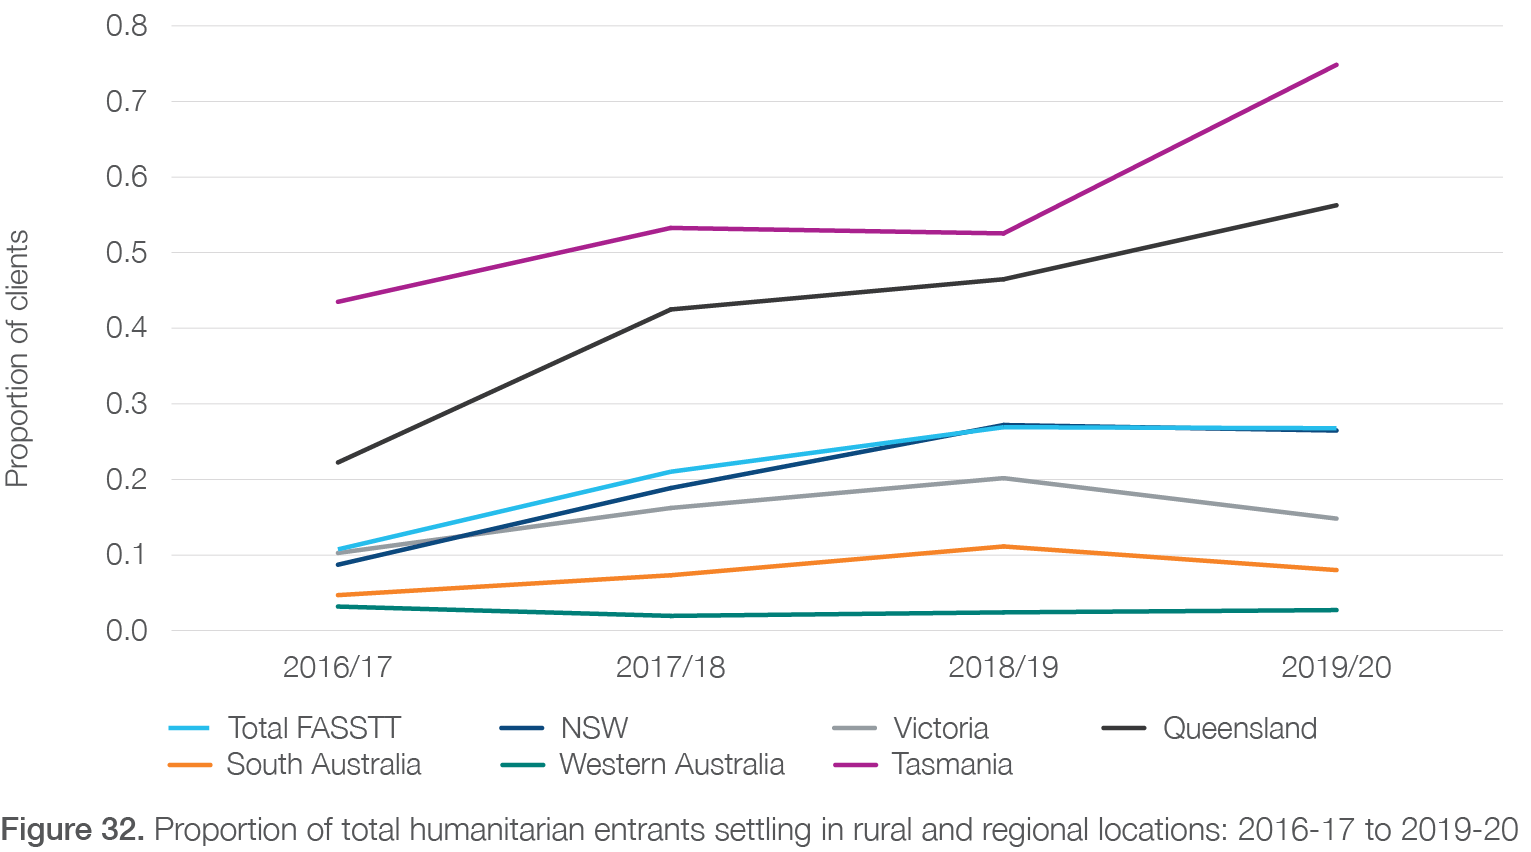 0.8
0.7
0.6
0.5
0.4
0.3
0.2
0.1
0.0
Proportion of clients
2016/17 2017/18 2018/19 2019/20
Total FASSTT NSW Victoria Queensland
South Australia Western Australia Tasmania
Figure 32. Proportion of total humanitarian entrants settling in rural and regional locations: 2016-17 to 2019-20